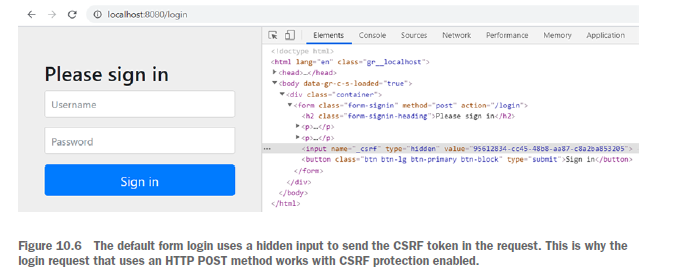 localhost:8080/login
Elements Console Sources Network Performance Memory Application
<!doctype html>
<html lang="en" class="gr__localhost">
<head>…</head>
<body data-gr-c-s-loaded="true">
<div class="container">
<form class="form-signin" method="post" action="/login">
<h2 class="form-signin-heading">Please sign in</h2>
<p>…</p>
<p>…</p>
<input name="_csrf" type="hidden" value="95612834-cc45-48b8-aa87-c8a2ba853205">
<button class="btn btn-lg btn-primary btn-block" type="submit">Sign in</button>
</form>
</div>
</body>
</html>
Please sign in
Username
Password
Sign in
Figure 10.6 The default form login uses a hidden input to send the CSRF token in the request. This is why the
login request that uses an HTTP POST method works with CSRF protection enabled.